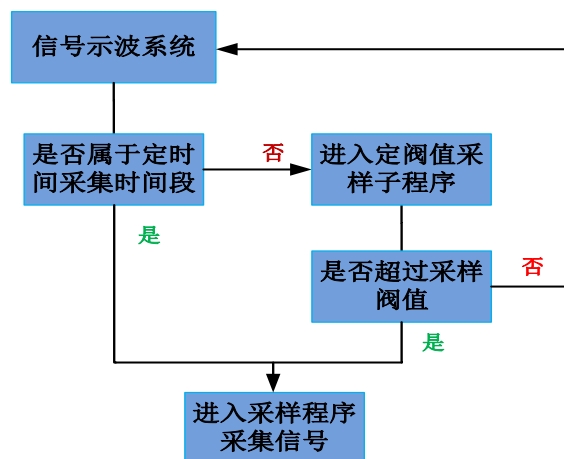 信号示波系统
是否属于定时
间采集时间段
否
进入定阀值采
样子程序
是
是否超过采样
阀值
否
是
进入采样程序
采集信号